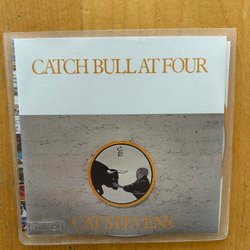 CATCH BULL AT FOUR
CAT STEVENS